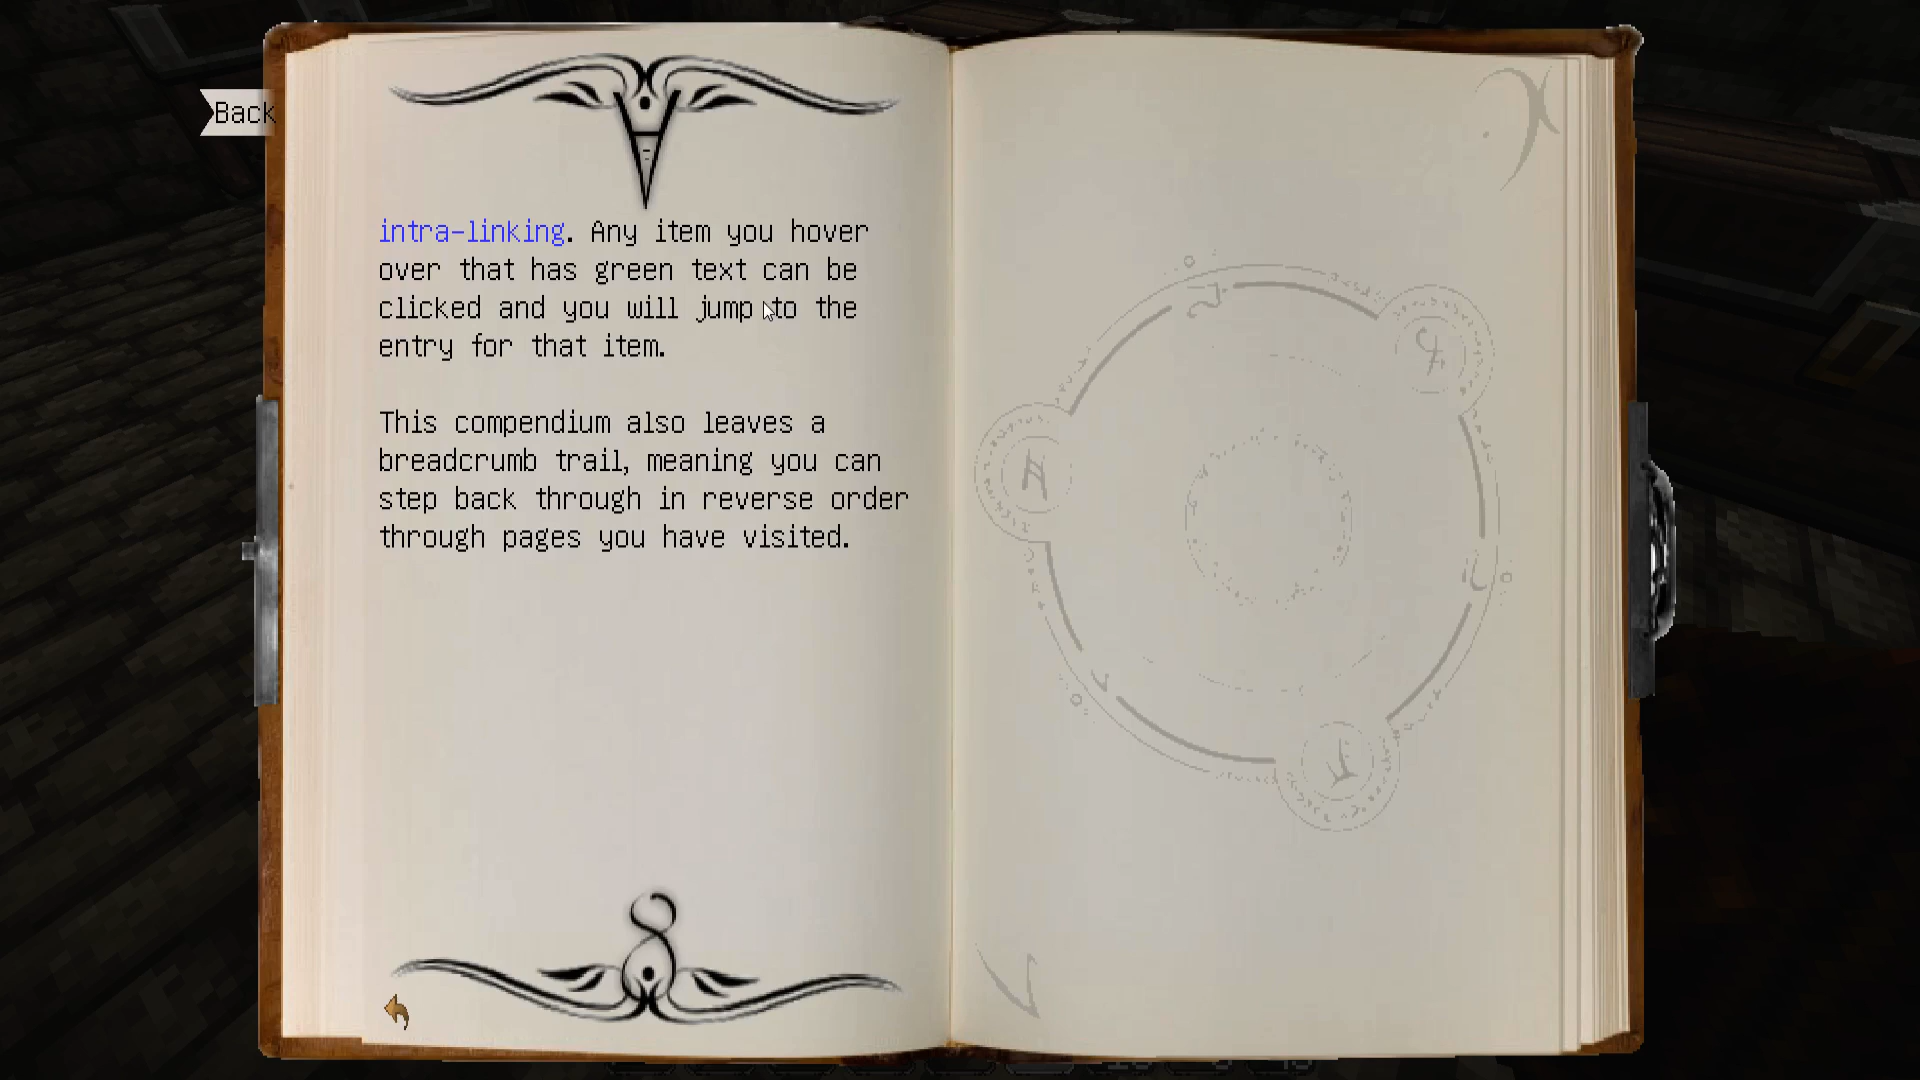 Back
intra-linking. Any item you hover
over that has green text can be
clicked and you will jump to the
entry for that item.
This compendium also leaves a
breadcrumb trail, meaning you can
step back through in reverse order
through pages you have visited.